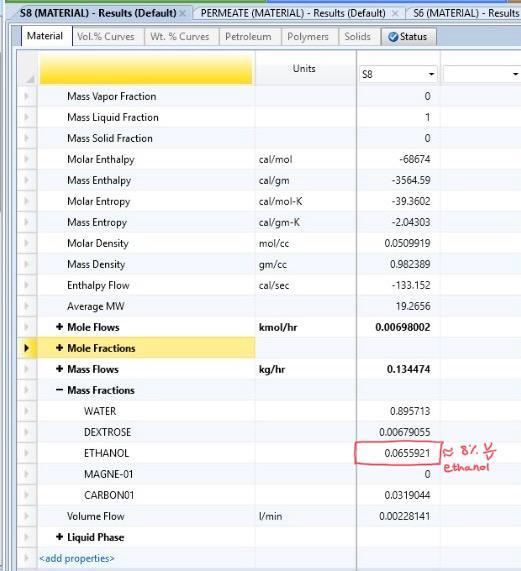 S8 (MATERIAL) - Results (Default) × PERMEATE (MATERIAL) - Results (Default) × S6 (MATERIAL) - Results
Material Vol.% Curves Wt. % Curves Petroleum Polymers Solids Status
Units S8
Mass Vapor Fraction 0
Mass Liquid Fraction 1
Mass Solid Fraction 0
Molar Enthalpy cal/mol -68674
Mass Enthalpy cal/gm -3564.59
Molar Entropy cal/mol-K -39.3602
Mass Entropy cal/gm-K -2.04303
Molar Density mol/cc 0.0509919
Mass Density gm/cc 0.982389
Enthalpy Flow cal/sec -133.152
Average MW 19.2656
+ Mole Flows kmol/hr 0.00698002
+ Mole Fractions
+ Mass Flows kg/hr 0.134474
− Mass Fractions
WATER 0.895713
DEXTROSE 0.00679055
ETHANOL 0.0655921 ≈ 8% V/V
ethanol
MAGNE-01 0
CARBON01 0.0319044
Volume Flow l/min 0.00228141
+ Liquid Phase
<add properties>